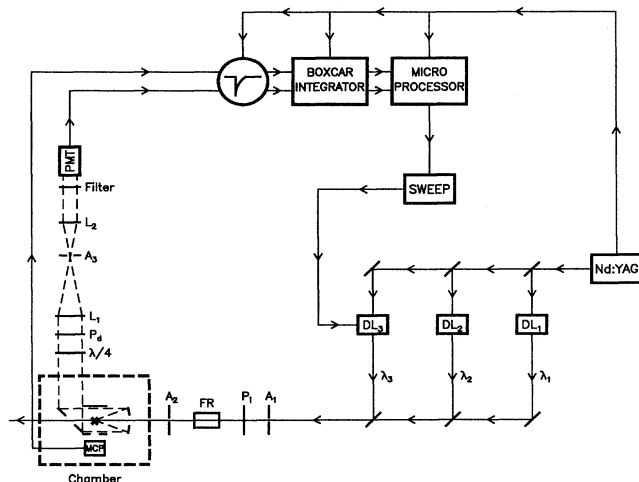 BOXCAR
INTEGRATOR
MICRO
PROCESSOR
PMT
Filter
L₂
A₃
L₁
P_d
λ/4
SWEEP
Nd:YAG
DL₃
DL₂
DL₁
λ₃
λ₂
λ₁
A₂
FR
P₁
A₁
MCP
Chamber